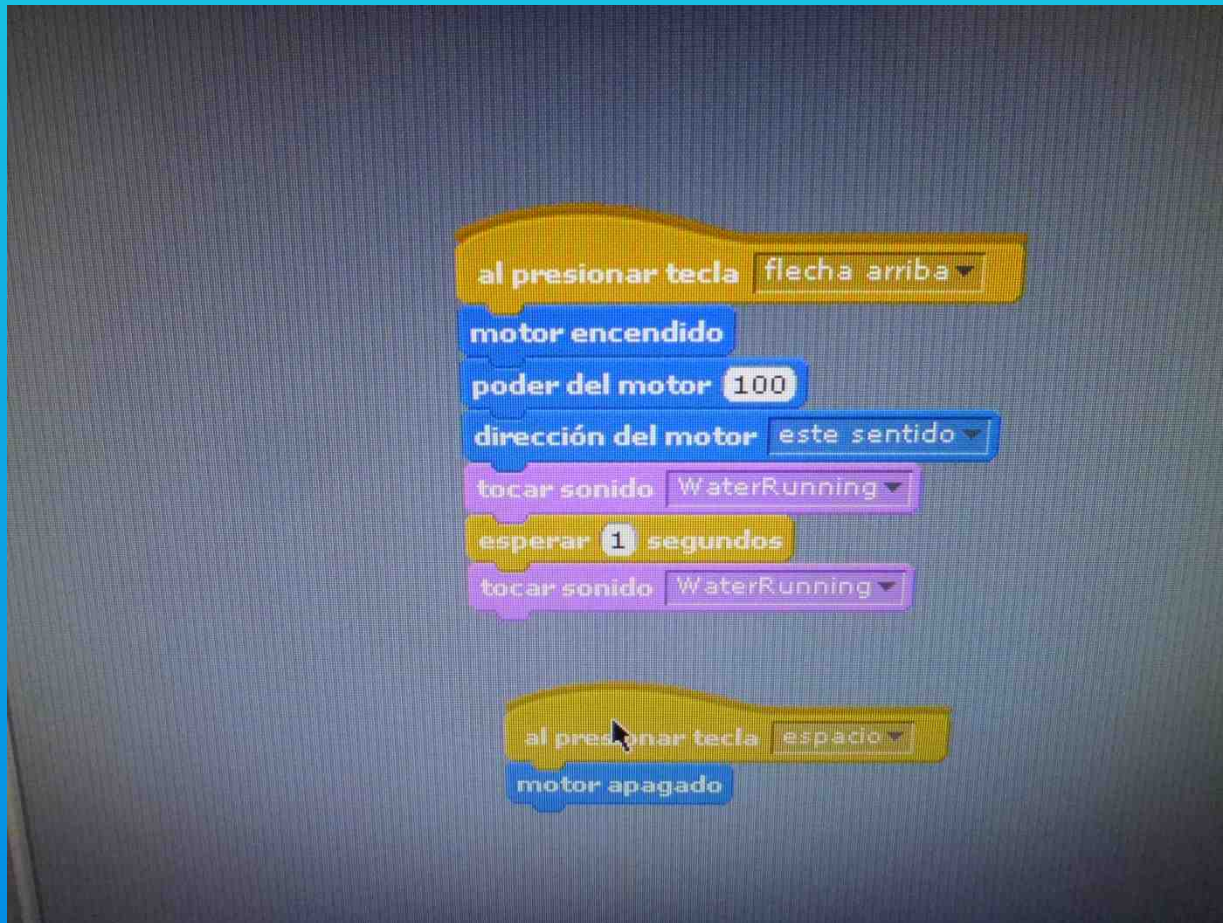 al presionar tecla flecha arriba
motor encendido
poder del motor 100
dirección del motor este sentido
tocar sonido WaterRunning
esperar 1 segundos
tocar sonido WaterRunning
al presionar tecla espacio
motor apagado